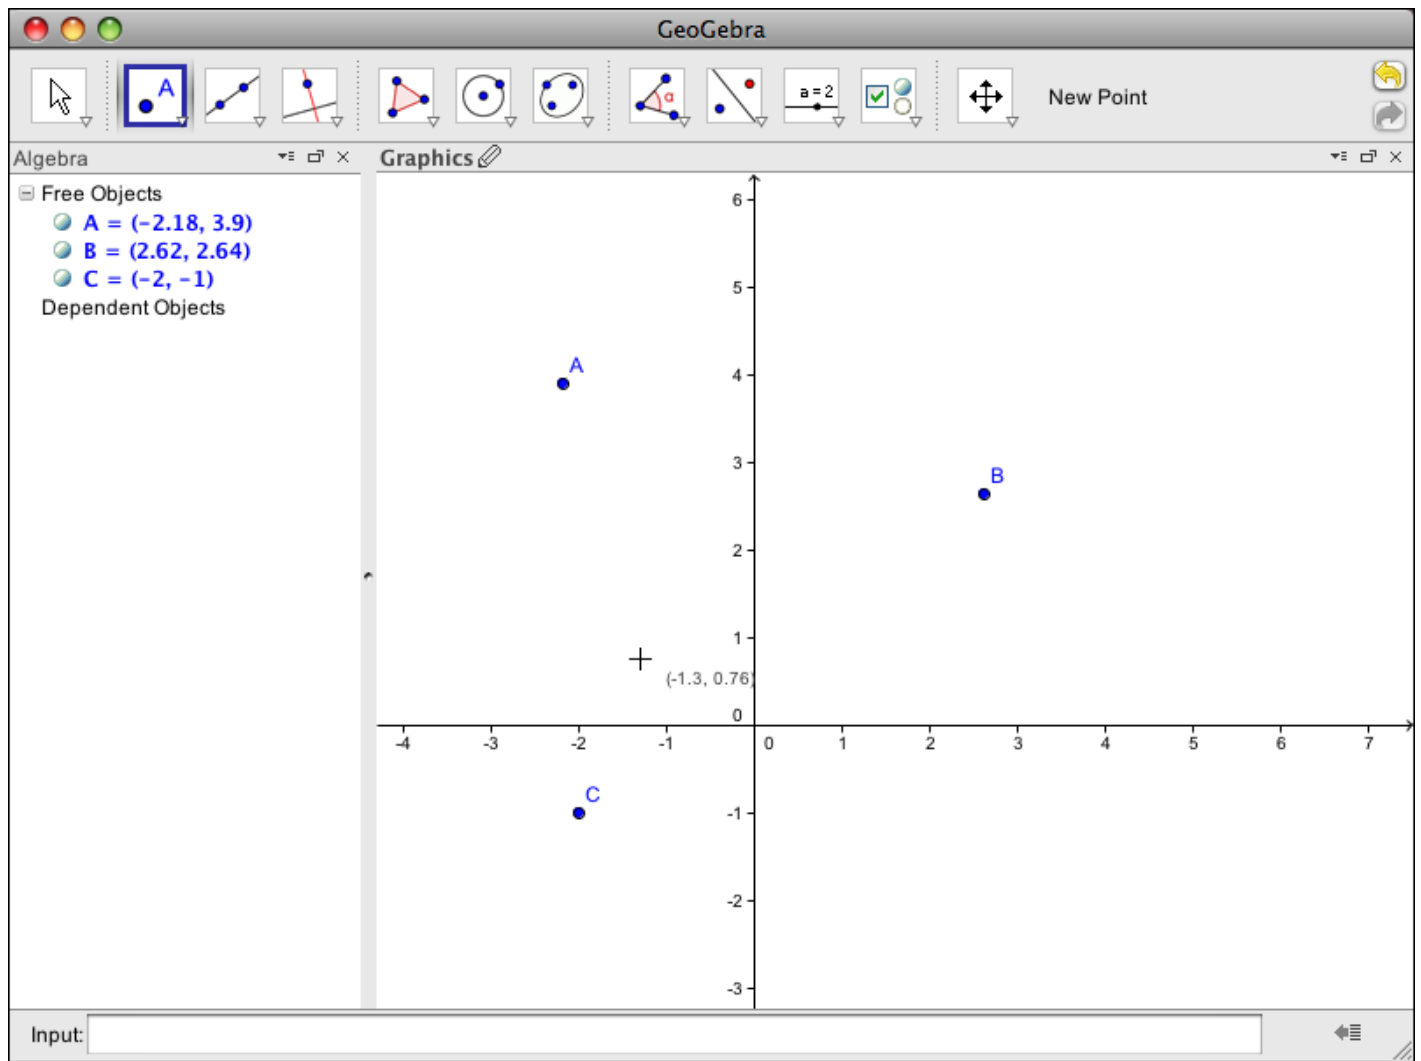 GeoGebra
A
α
a = 2
New Point
Algebra
Graphics
Free Objects
A = (-2.18, 3.9)
B = (2.62, 2.64)
C = (-2, -1)
Dependent Objects
6
5
A
4
3
B
2
1
(-1.3, 0.76)
0
-4 -3 -2 -1 0 1 2 3 4 5 6 7
C
-1
-2
-3
Input: